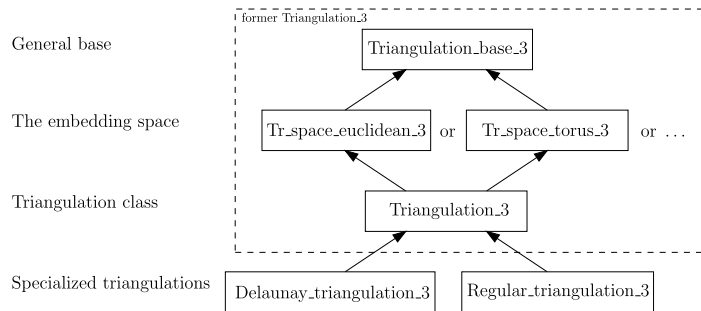 former Triangulation_3
General base
Triangulation_base_3
The embedding space
Tr_space_euclidean_3 or Tr_space_torus_3 or ...
Triangulation class
Triangulation_3
Specialized triangulations
Delaunay_triangulation_3 Regular_triangulation_3